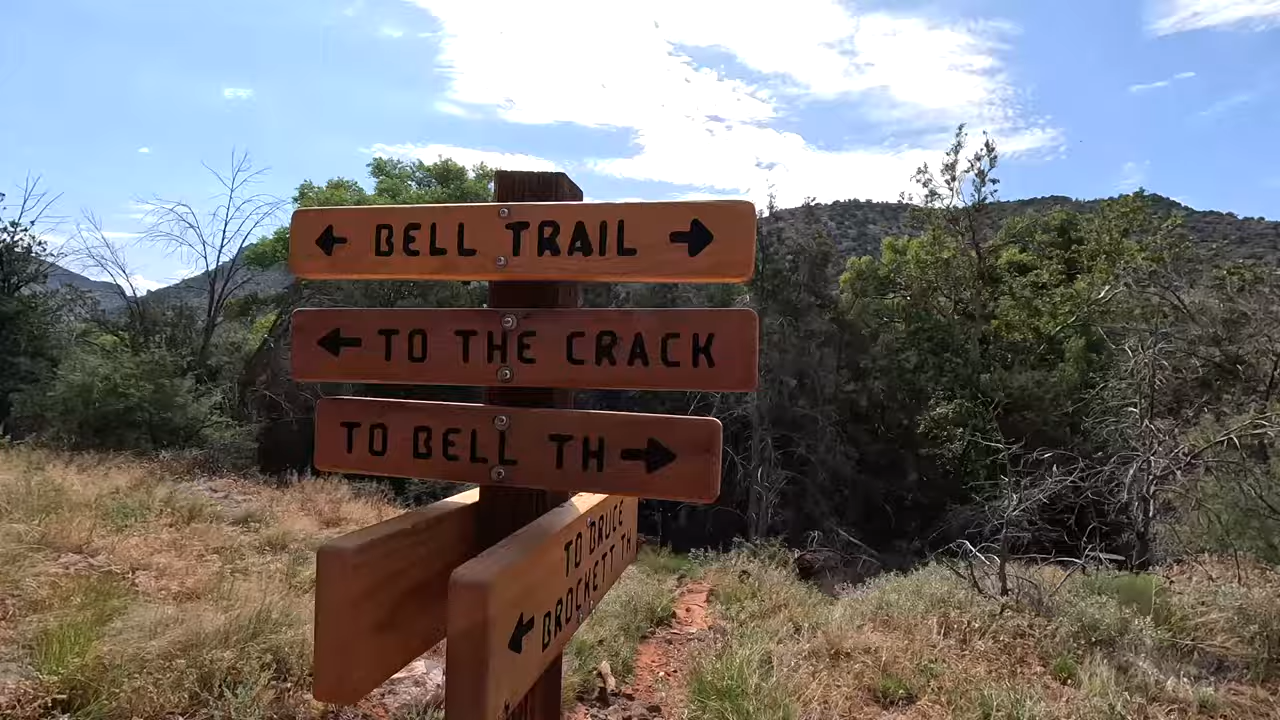 BELL TRAIL
TO THE CRACK
TO BELL TH
TO BRUCE
BROCKETT TH